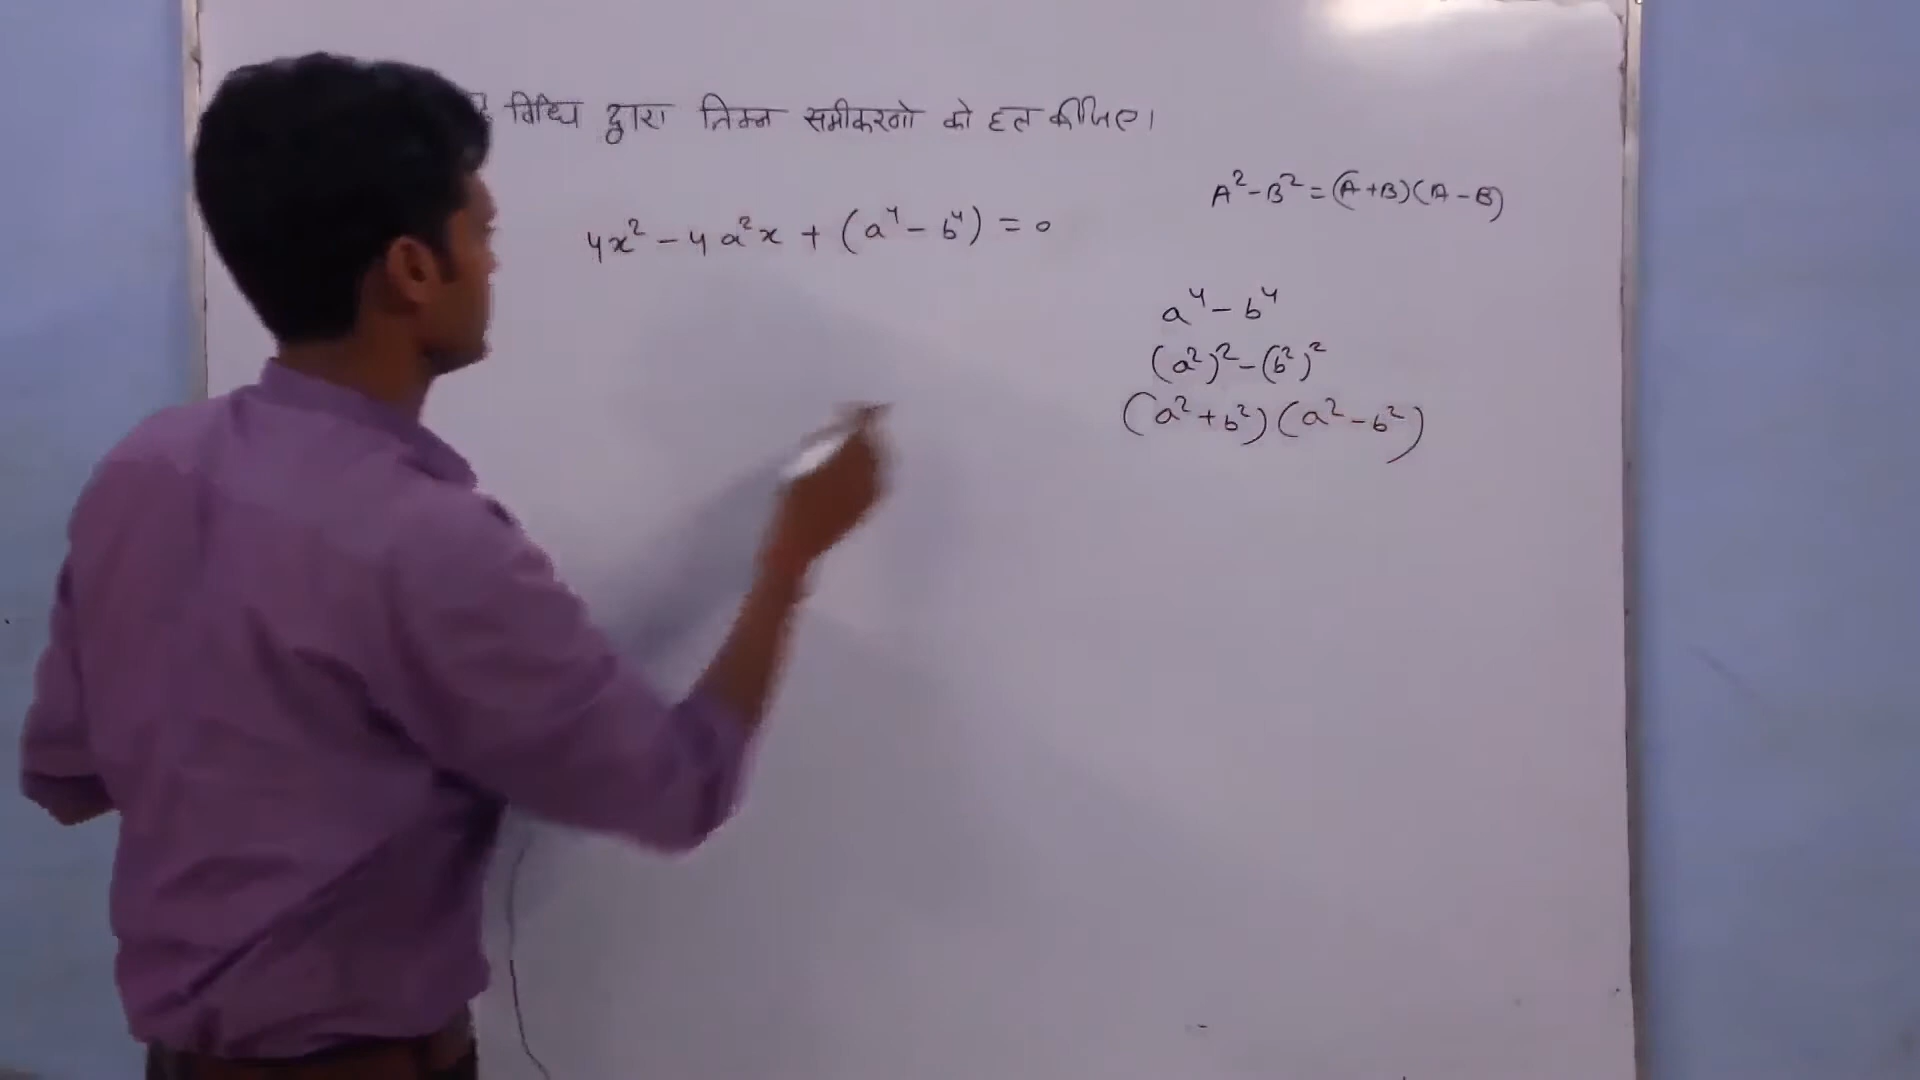 विधि द्वारा निम्न समीकरणो को हल कीजिए।
A² - B² = (A + B)(A - B)
4x² - 4a²x + (a⁴ - b⁴) = 0
a⁴ - b⁴
(a²)² - (b²)²
(a² + b²)(a² - b²)